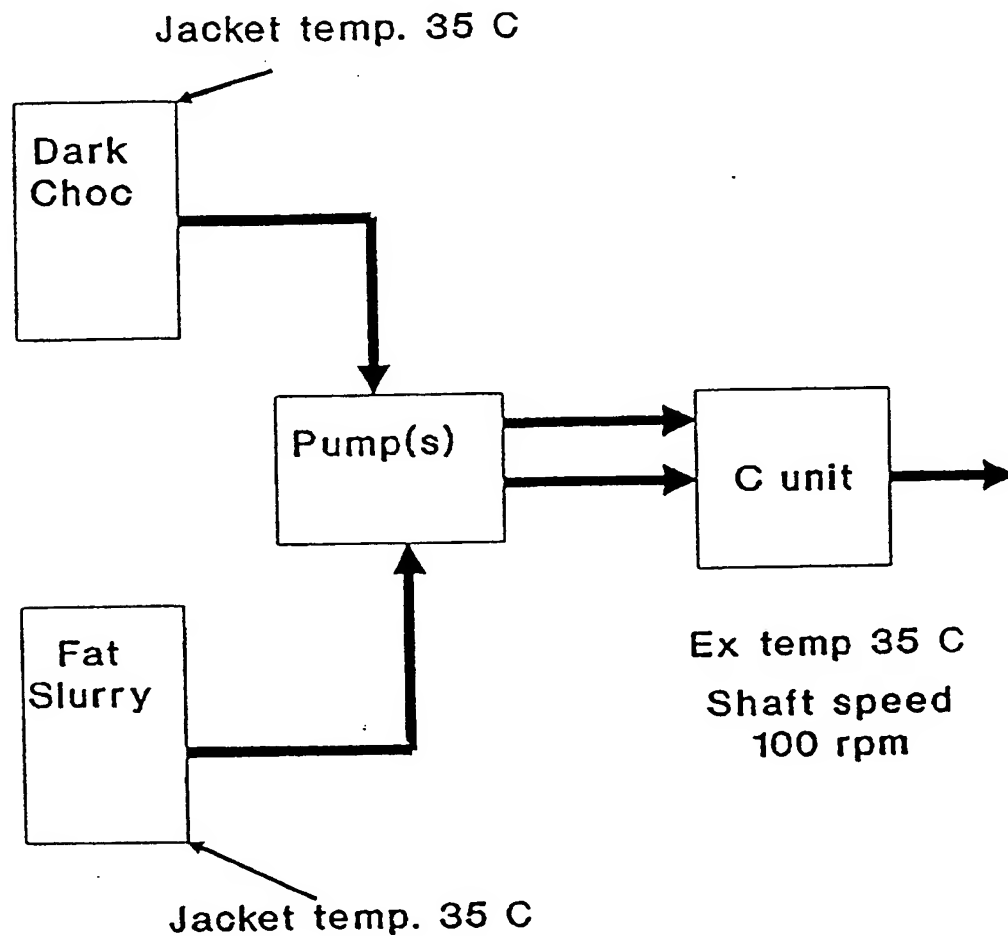 Jacket temp. 35 C
Dark
Choc
Pump(s)
C unit
Fat
Slurry
Ex temp 35 C
Shaft speed
100 rpm
Jacket temp. 35 C